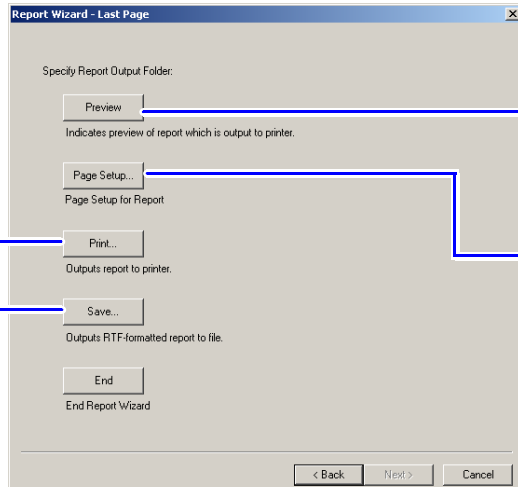 Report Wizard - Last Page
Specify Report Output Folder:
Preview
Indicates preview of report which is output to printer.
Page Setup...
Page Setup for Report
Print...
Outputs report to printer.
Save...
Outputs RTF-formatted report to file.
End
End Report Wizard
< Back Next > Cancel